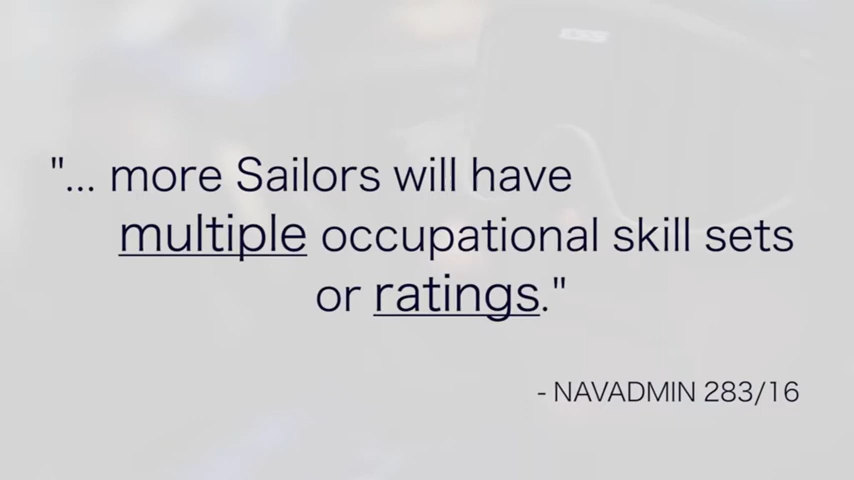 "... more Sailors will have
multiple occupational skill sets
or ratings."
- NAVADMIN 283/16